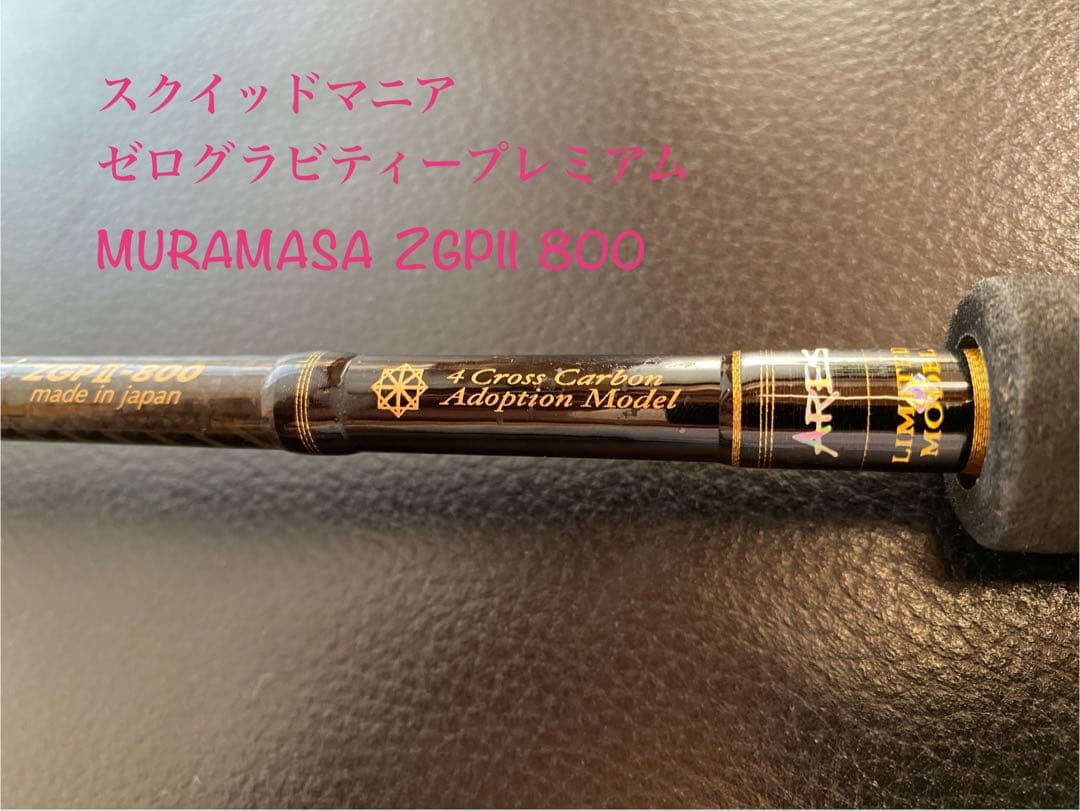 スクイッドマニア
ゼログラビティープレミアム
MURAMASA ZGPII 800
ZGPII-800
made in japan
4 Cross Carbon
Adoption Model
ARES
LIMITED
MODEL